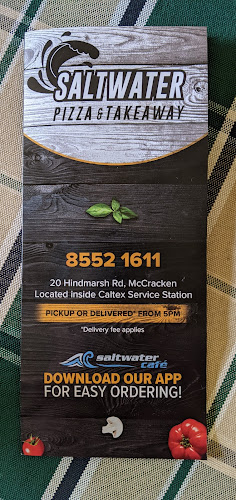 SALTWATER
PIZZA & TAKEAWAY
8552 1611
20 Hindmarsh Rd, McCracken
Located inside Caltex Service Station
PICKUP OR DELIVERED* FROM 5PM
*Delivery fee applies
saltwater
café
DOWNLOAD OUR APP
FOR EASY ORDERING!